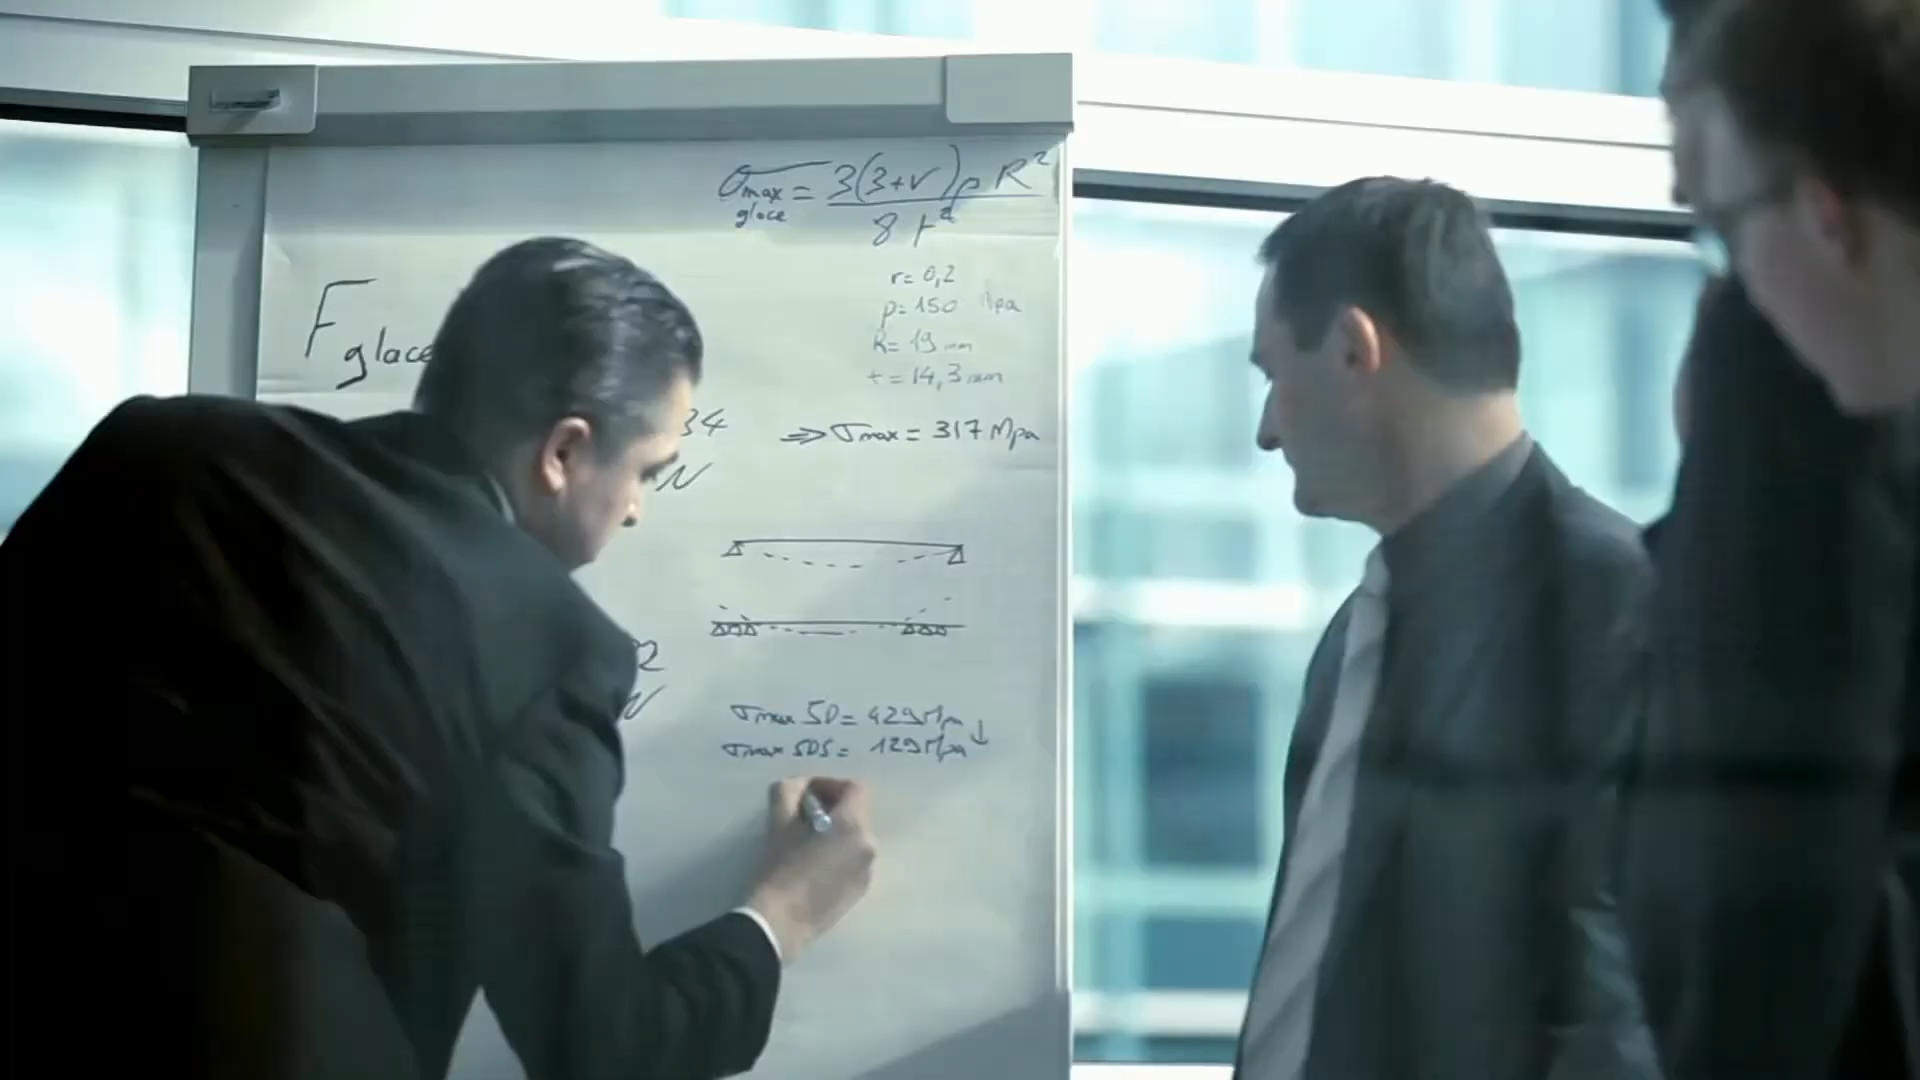 σmax glace = 3(3+ν) p R² / 8 t²
Fglace
r= 0,2
p= 150 Mpa
R= 19 mm
t = 14,3 mm
34
⇒ σmax = 317 Mpa
N
2
σmax SD = 429 Mpa ↓
σmax SDS = 129 Mpa